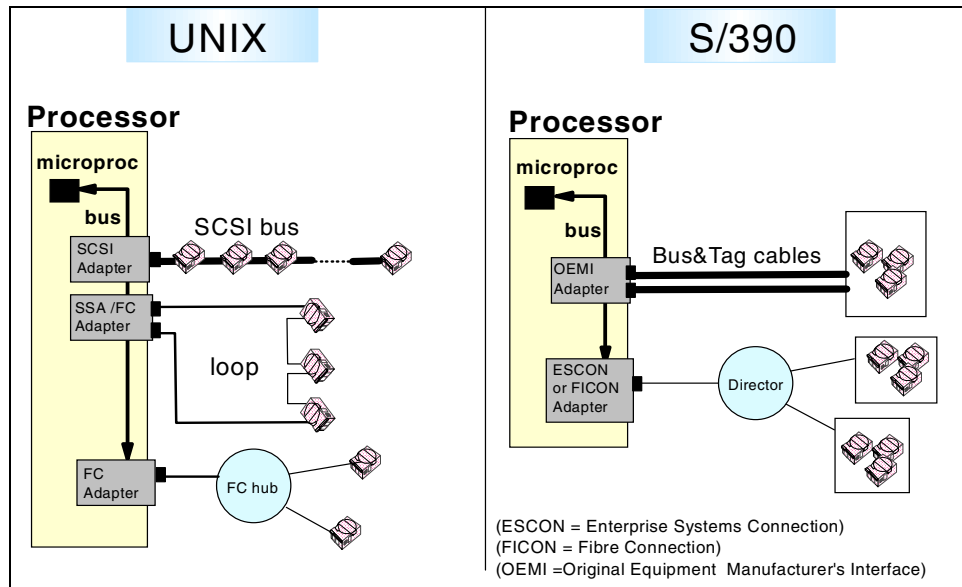 UNIX
Processor
microproc
bus
SCSI bus
SCSI
Adapter
SSA /FC
Adapter
loop
FC
Adapter
FC hub
S/390
Processor
microproc
bus
Bus&Tag cables
OEMI
Adapter
ESCON
or FICON
Adapter
Director
(ESCON = Enterprise Systems Connection)
(FICON = Fibre Connection)
(OEMI =Original Equipment Manufacturer's Interface)